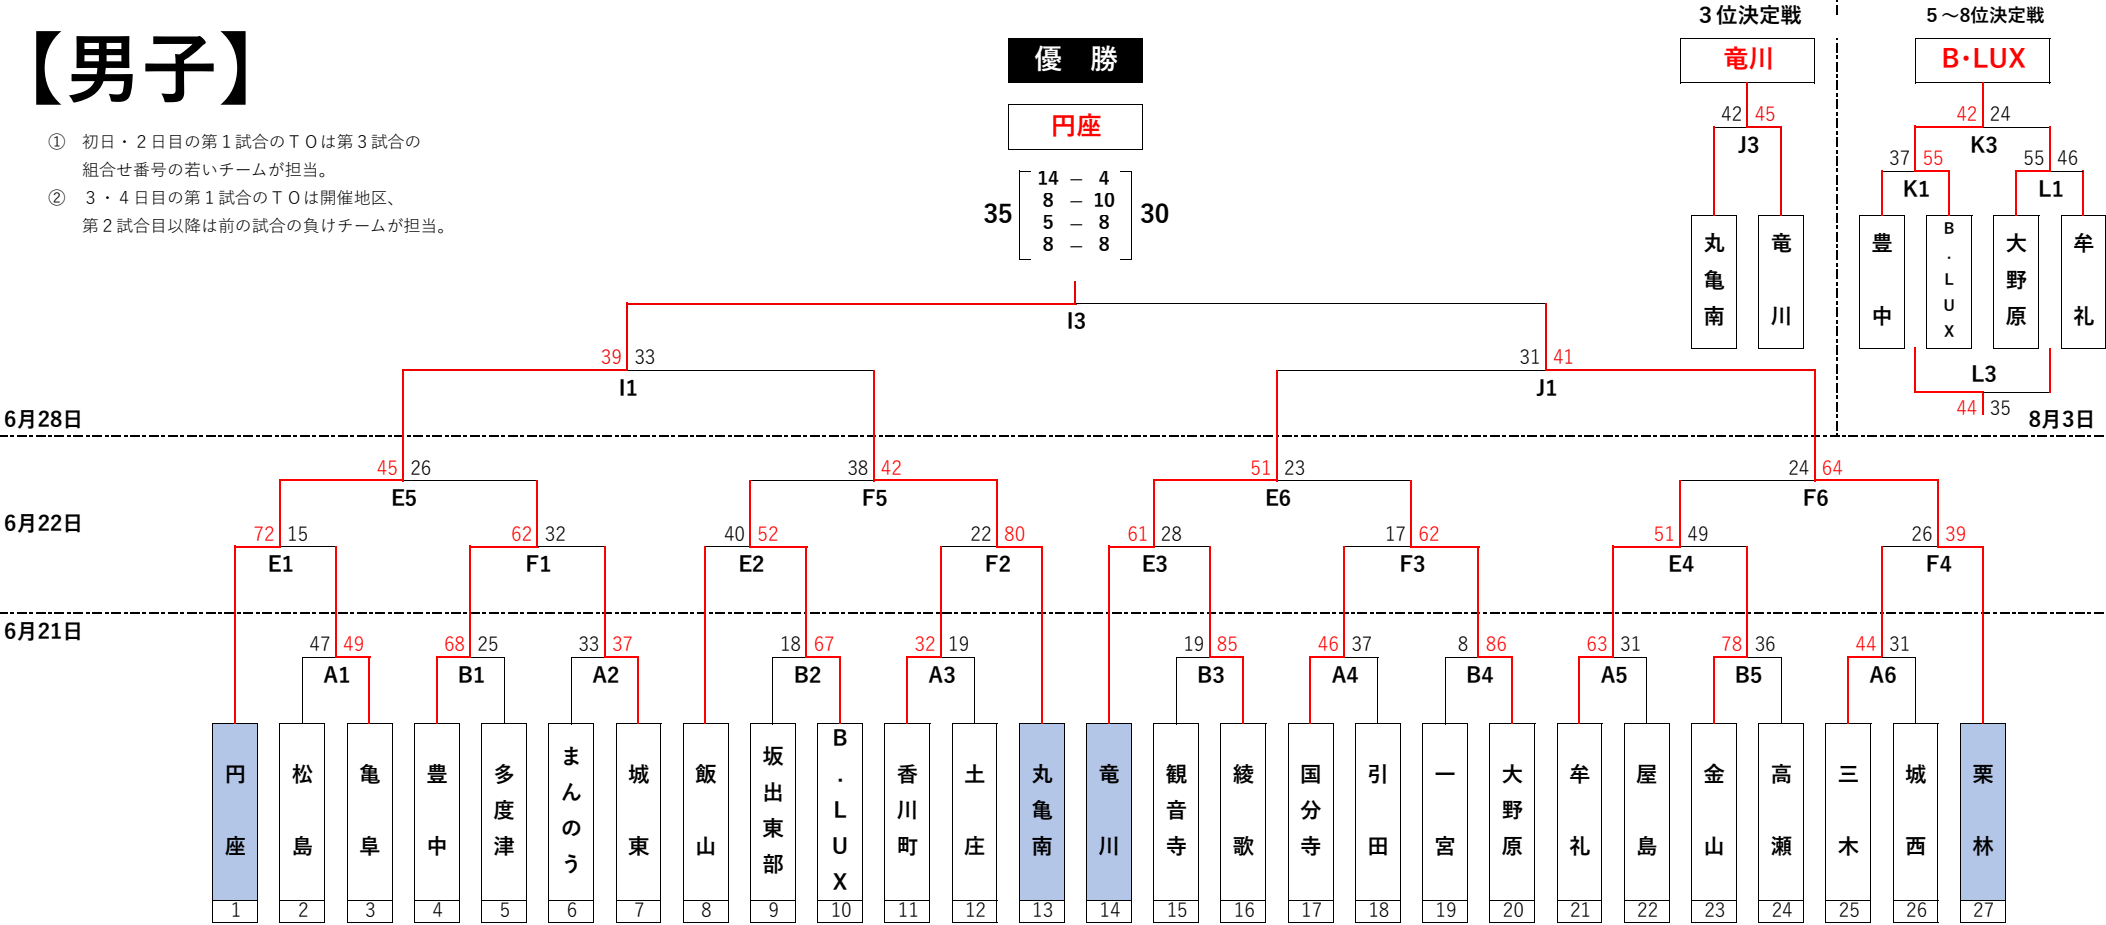 【男子】
① 初日・２日目の第１試合のＴＯは第３試合の
組合せ番号の若いチームが担当。
② ３・４日目の第１試合のＴＯは開催地区、
第２試合目以降は前の試合の負けチームが担当。
優　勝
円座
35
14 – 4
8 – 10
5 – 8
8 – 8
30
３位決定戦
竜川
42 45
J3
丸亀南
竜川
５～8位決定戦
B・LUX
42 24
K3
37 55
K1
55 46
L1
豊中
B.LUX
大野原
牟礼
L3
44 35
8月3日
I3
39 33
I1
31 41
J1
6月28日
45 26
E5
38 42
F5
51 23
E6
24 64
F6
6月22日
72 15
E1
62 32
F1
40 52
E2
22 80
F2
61 28
E3
17 62
F3
51 49
E4
26 39
F4
6月21日
47 49
A1
68 25
B1
33 37
A2
18 67
B2
32 19
A3
19 85
B3
46 37
A4
8 86
B4
63 31
A5
78 36
B5
44 31
A6
円座
松島
亀阜
豊中
多度津
まんのう
城東
飯山
坂出東部
B.LUX
香川町
土庄
丸亀南
竜川
観音寺
綾歌
国分寺
引田
一宮
大野原
牟礼
屋島
金山
高瀬
三木
城西
栗林
1 2 3 4 5 6 7 8 9 10 11 12 13 14 15 16 17 18 19 20 21 22 23 24 25 26 27